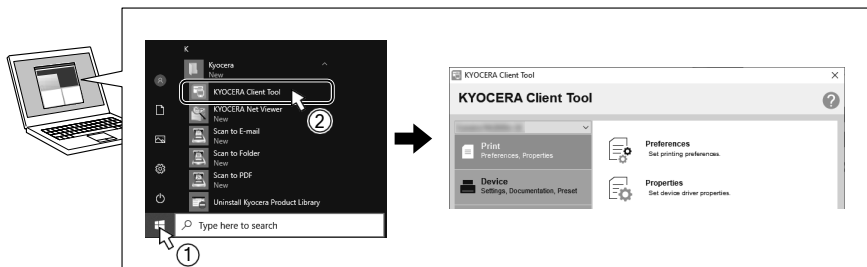 K
Kyocera
New
KYOCERA Client Tool
KYOCERA Net Viewer
New
Scan to E-mail
New
Scan to Folder
New
Scan to PDF
New
Uninstall Kyocera Product Library
Type here to search
①
②
KYOCERA Client Tool
KYOCERA Client Tool
Print
Preferences, Properties
Device
Settings, Documentation, Preset
Preferences
Set printing preferences.
Properties
Set device driver properties.